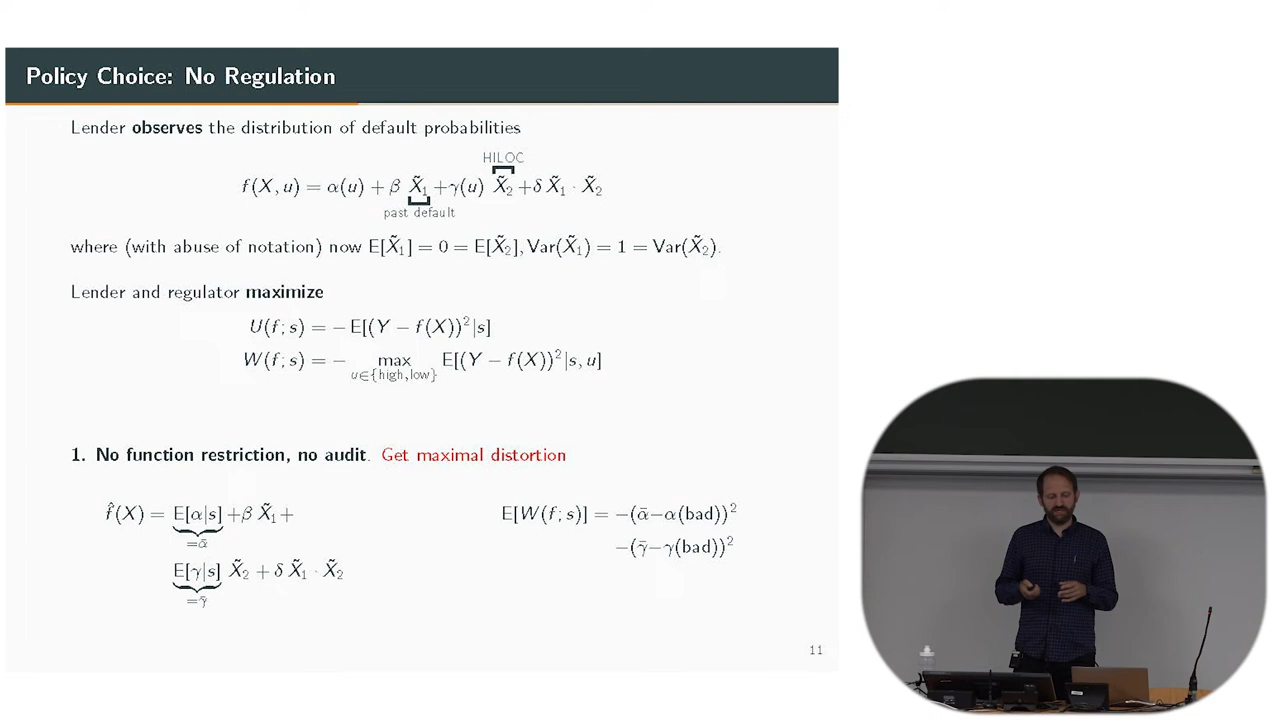 Policy Choice: No Regulation
Lender observes the distribution of default probabilities
HILOC
f(X, u) = α(u) + β X̃₁ + γ(u) X̃₂ + δ X̃₁ · X̃₂
past default
where (with abuse of notation) now E[X̃₁] = 0 = E[X̃₂], Var(X̃₁) = 1 = Var(X̃₂).
Lender and regulator maximize
U(f; s) = − E[(Y − f(X))²|s]
W(f; s) = − max E[(Y − f(X))²|s, u]
u∈{high,low}
1. No function restriction, no audit. Get maximal distortion
f̂(X) = E[α|s] + β X̃₁ +
=ᾱ
E[γ|s] X̃₂ + δ X̃₁ · X̃₂
=γ̄
E[W(f; s)] = −(ᾱ−α(bad))²
−(γ̄−γ(bad))²
11